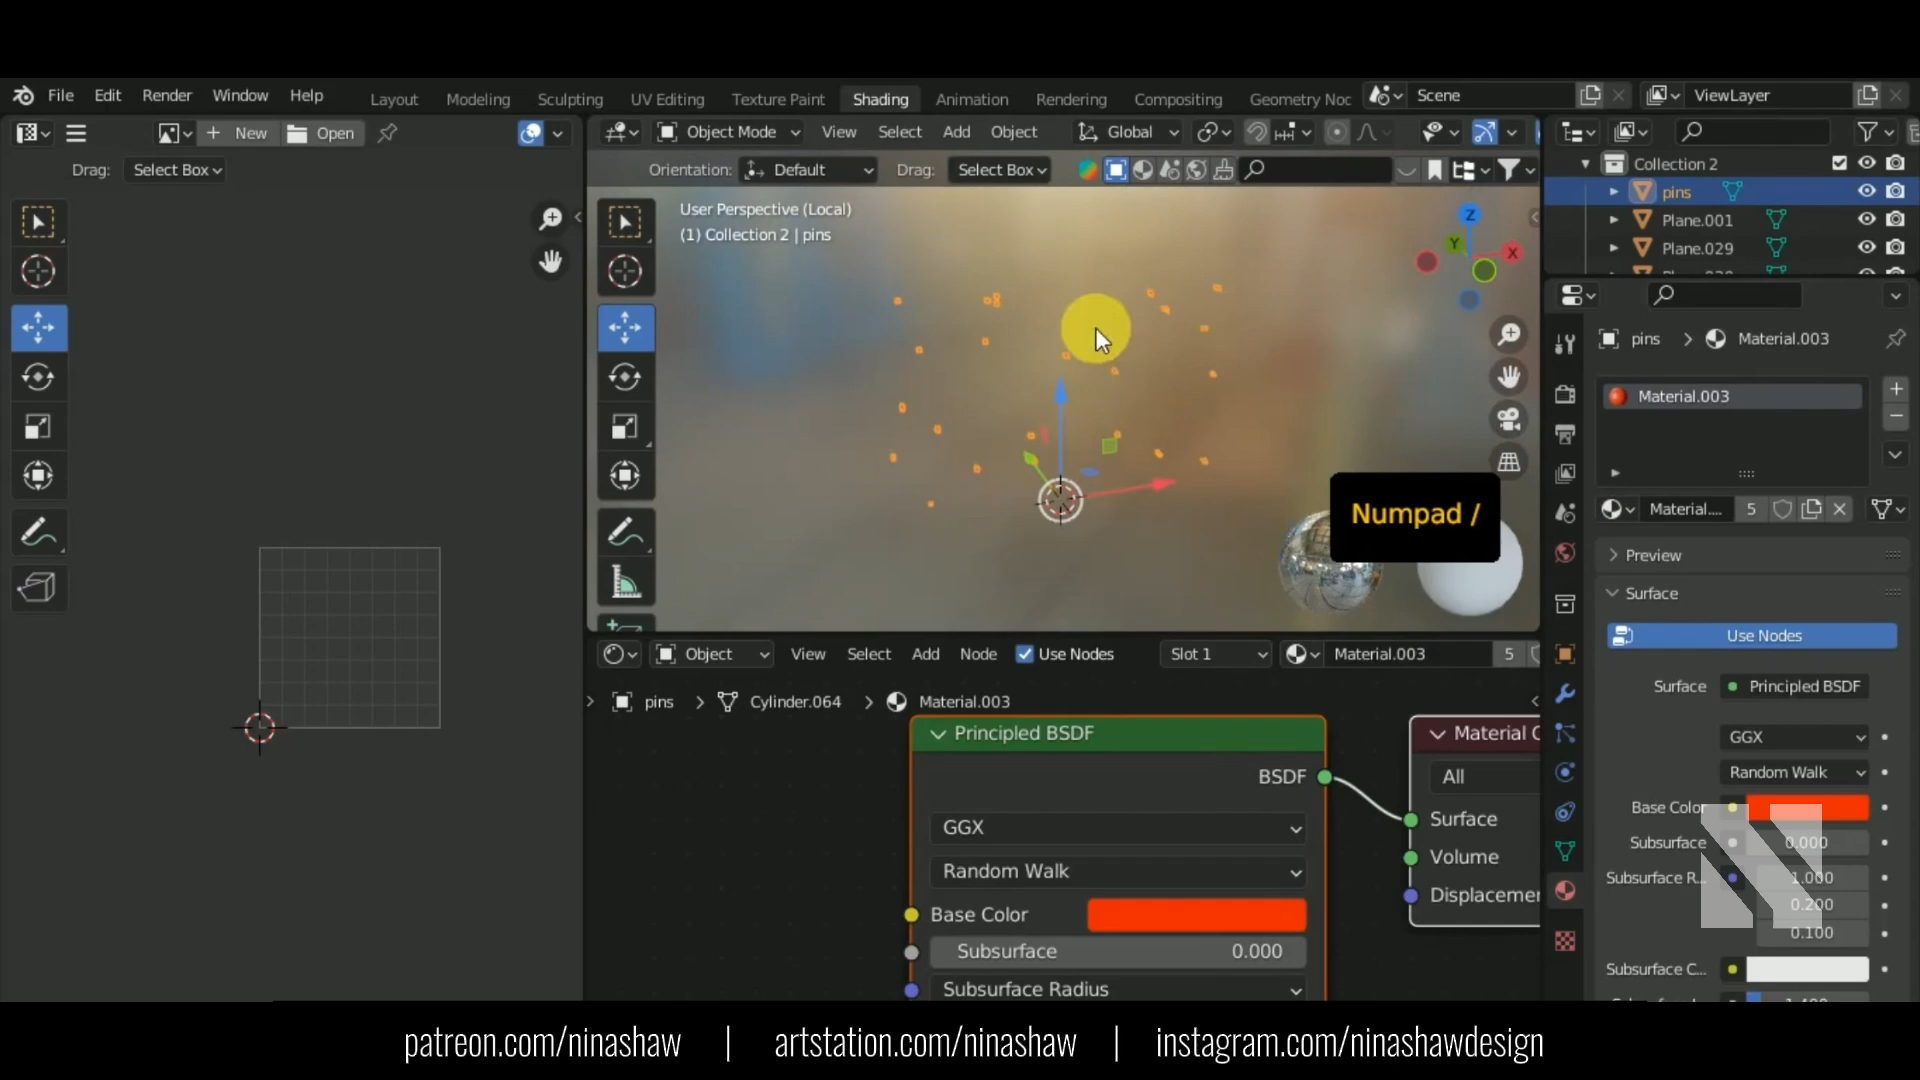 File Edit Render Window Help Layout Modeling Sculpting UV Editing Texture Paint Shading Animation Rendering Compositing Geometry Noc Scene ViewLayer
New Open Object Mode View Select Add Object Global
Drag: Select Box Orientation: Default Drag: Select Box
Collection 2
pins
Plane.001
Plane.029
User Perspective (Local)
(1) Collection 2 | pins
Z
Y
X
Numpad /
pins > Material.003
Material.003
Material.... 5
Preview
Surface
Use Nodes
Surface Principled BSDF
GGX
Random Walk
Base Color
Subsurface 0.000
Subsurface R... 1.000
0.200
0.100
Subsurface C...
Object View Select Add Node Use Nodes Slot 1 Material.003 5
pins > Cylinder.064 > Material.003
Principled BSDF
BSDF
GGX
Random Walk
Base Color
Subsurface 0.000
Subsurface Radius
Material O
All
Surface
Volume
Displacemen
N
patreon.com/ninashaw | artstation.com/ninashaw | instagram.com/ninashawdesign